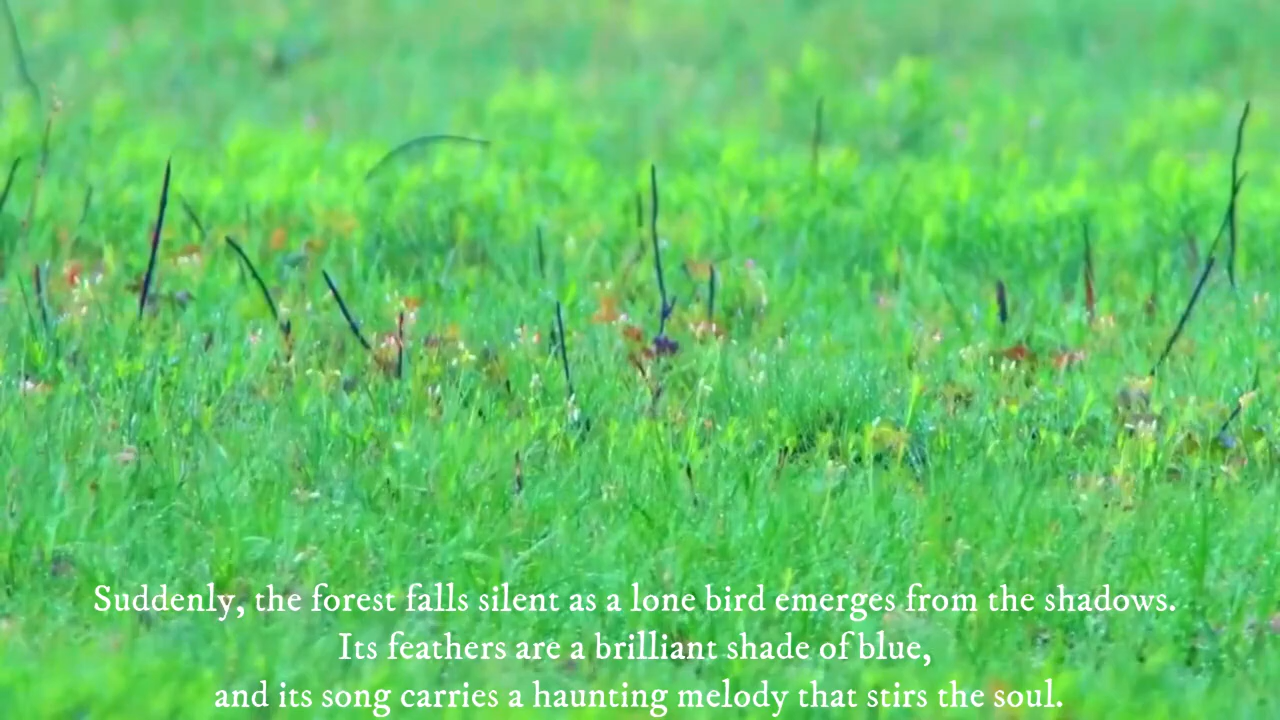 Suddenly, the forest falls silent as a lone bird emerges from the shadows.
Its feathers are a brilliant shade of blue,
and its song carries a haunting melody that stirs the soul.